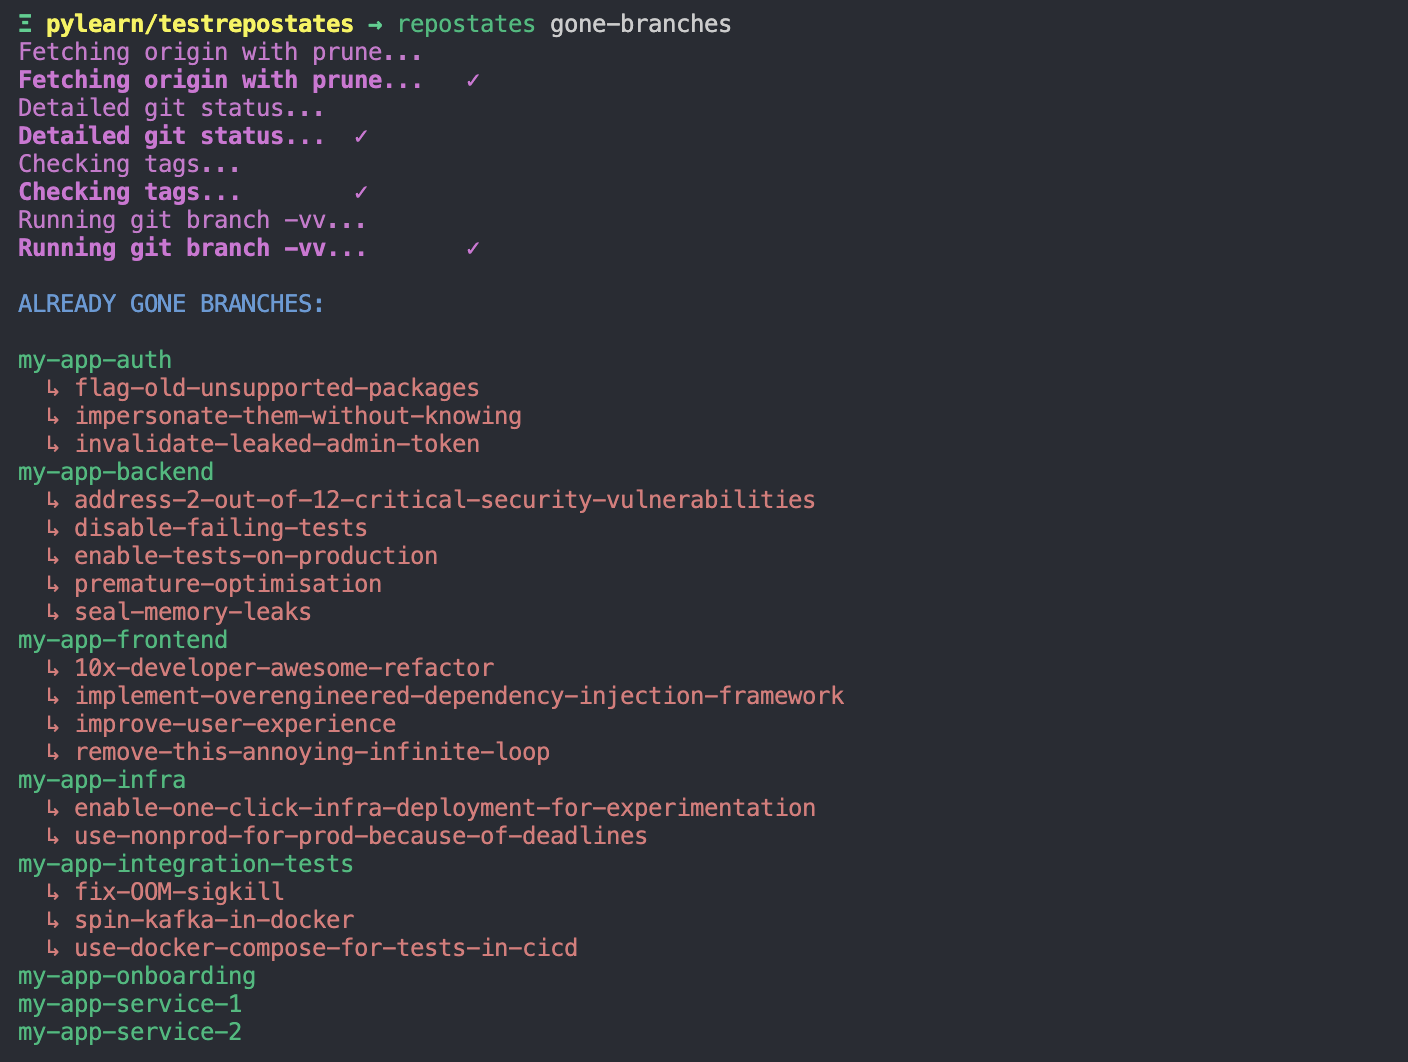 Ξ pylearn/testrepostates → repostates gone-branches
Fetching origin with prune...
Fetching origin with prune... ✓
Detailed git status...
Detailed git status... ✓
Checking tags...
Checking tags... ✓
Running git branch -vv...
Running git branch -vv... ✓
ALREADY GONE BRANCHES:
my-app-auth
↳ flag-old-unsupported-packages
↳ impersonate-them-without-knowing
↳ invalidate-leaked-admin-token
my-app-backend
↳ address-2-out-of-12-critical-security-vulnerabilities
↳ disable-failing-tests
↳ enable-tests-on-production
↳ premature-optimisation
↳ seal-memory-leaks
my-app-frontend
↳ 10x-developer-awesome-refactor
↳ implement-overengineered-dependency-injection-framework
↳ improve-user-experience
↳ remove-this-annoying-infinite-loop
my-app-infra
↳ enable-one-click-infra-deployment-for-experimentation
↳ use-nonprod-for-prod-because-of-deadlines
my-app-integration-tests
↳ fix-OOM-sigkill
↳ spin-kafka-in-docker
↳ use-docker-compose-for-tests-in-cicd
my-app-onboarding
my-app-service-1
my-app-service-2